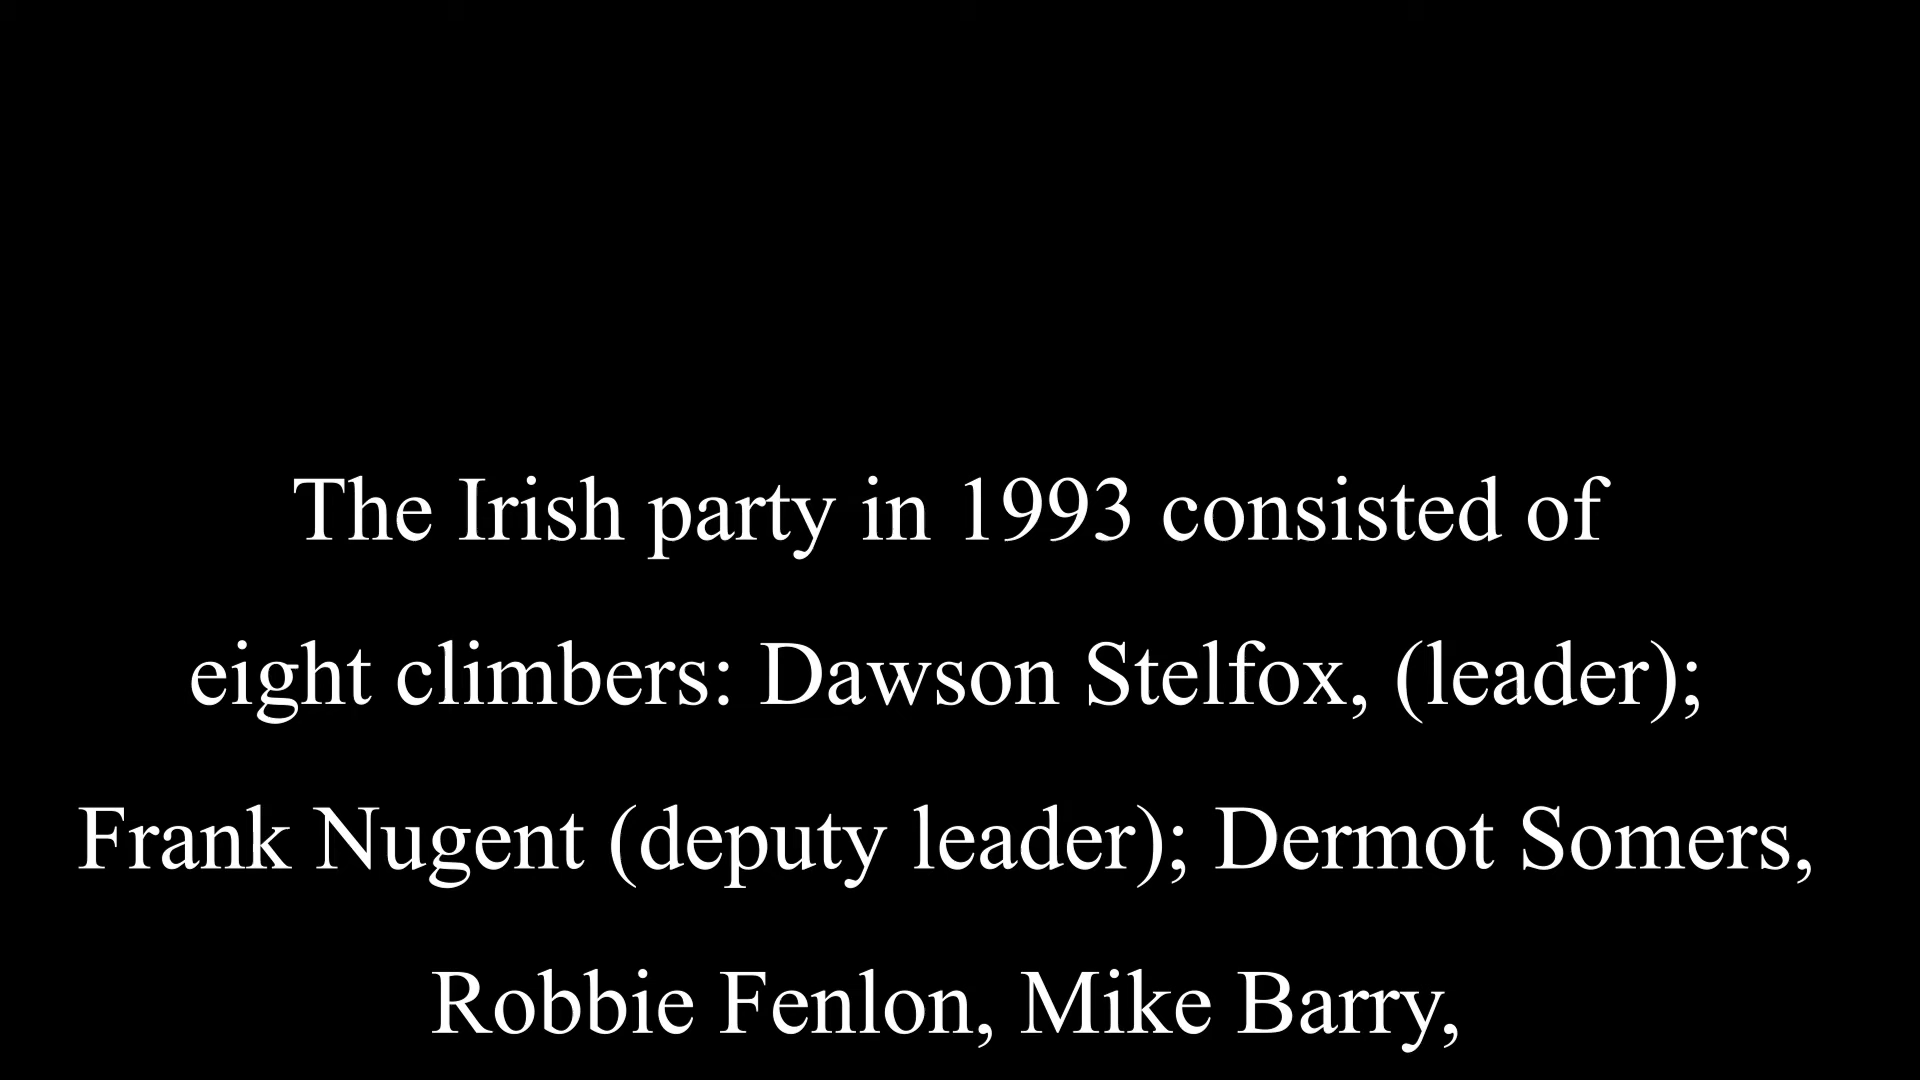 The Irish party in 1993 consisted of
eight climbers: Dawson Stelfox, (leader);
Frank Nugent (deputy leader); Dermot Somers,
Robbie Fenlon, Mike Barry,